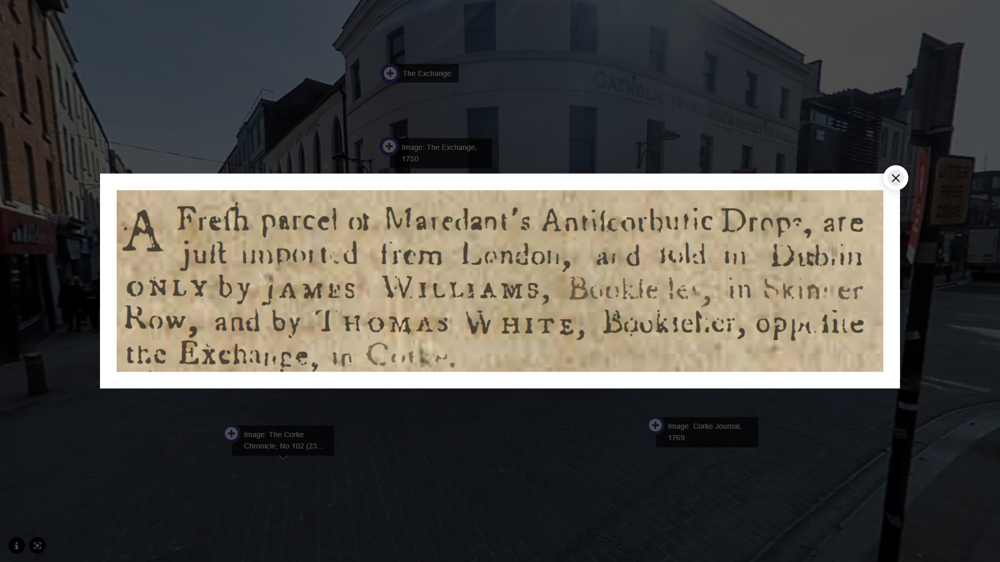 The Exchange
CATHOLIC YOUNG MEN'S SOCIETY HALL
Image: The Exchange,
1750
LITTER
FREE
ZONE
A Freſh parcel of Maredant's Antiſcorbutic Drops, are
juſt imported from London, and ſold in Dublin
ONLY by JAMES WILLIAMS, Bookſeller, in Skinner
Row, and by THOMAS WHITE, Bookſeller, oppoſite
the Exchange, in Corke.
Image: The Corke
Chronicle, No 102 (23...
Image: Corke Journal,
1769